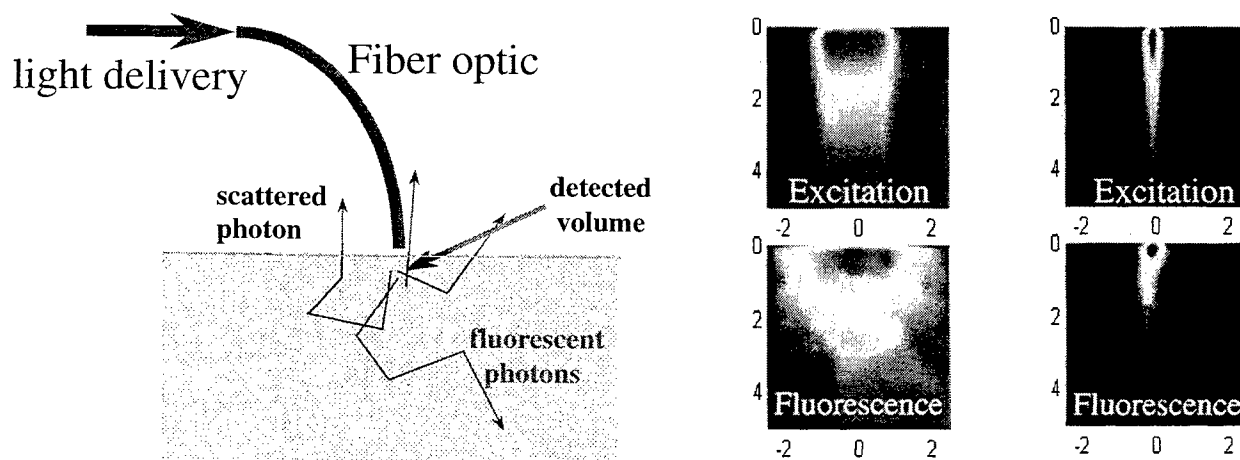 light delivery
Fiber optic
scattered
photon
detected
volume
fluorescent
photons
0
2
4
Excitation
-2 0 2
0
2
4
Excitation
-2 0 2
0
2
4
Fluorescence
-2 0 2
0
2
4
Fluorescence
-2 0 2